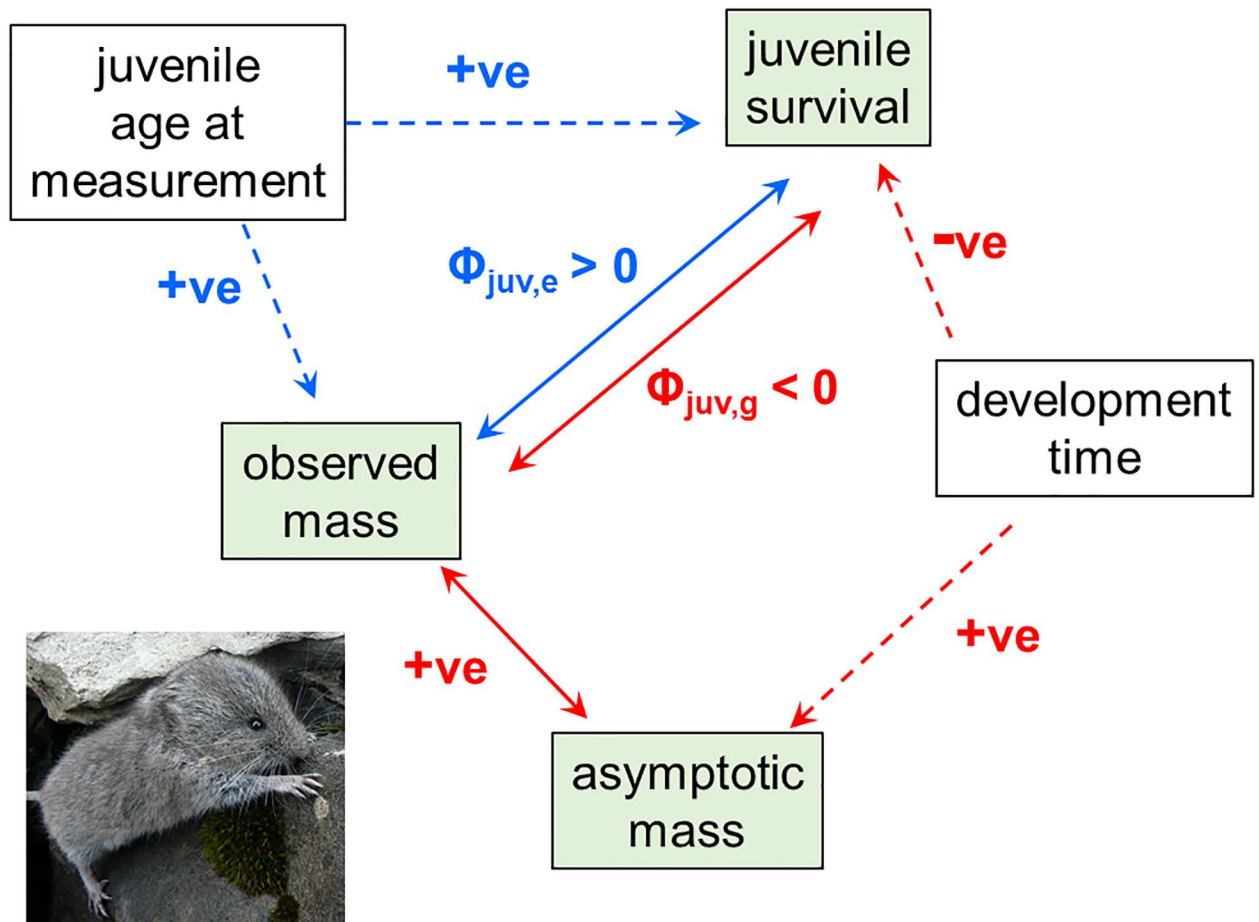 juvenile
age at
measurement
+ve
juvenile
survival
+ve
Φjuv,e > 0
-ve
Φjuv,g < 0
development
time
observed
mass
+ve
+ve
asymptotic
mass